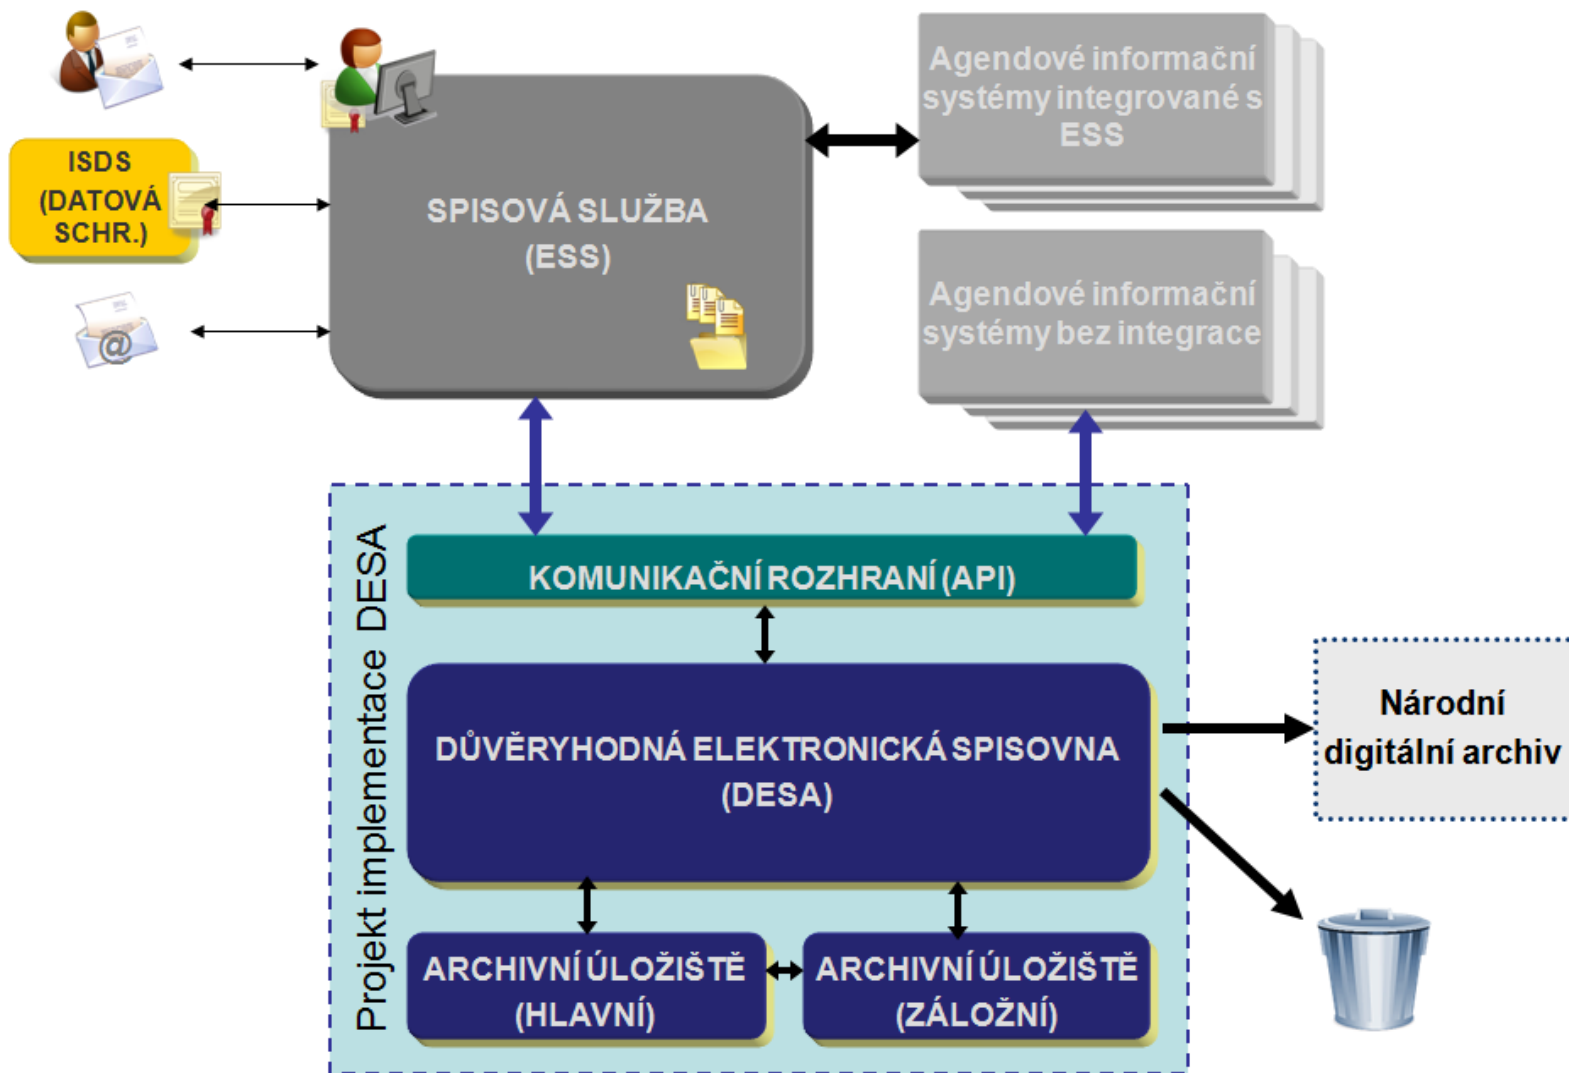 Agendové informační
systémy integrované s
ESS
ISDS
(DATOVÁ
SCHR.)
SPISOVÁ SLUŽBA
(ESS)
Agendové informační
systémy bez integrace
@
Projekt implementace DESA
KOMUNIKAČNÍ ROZHRANÍ (API)
DŮVĚRYHODNÁ ELEKTRONICKÁ SPISOVNA
(DESA)
Národní
digitální archiv
ARCHIVNÍ ÚLOŽIŠTĚ
(HLAVNÍ)
ARCHIVNÍ ÚLOŽIŠTĚ
(ZÁLOŽNÍ)